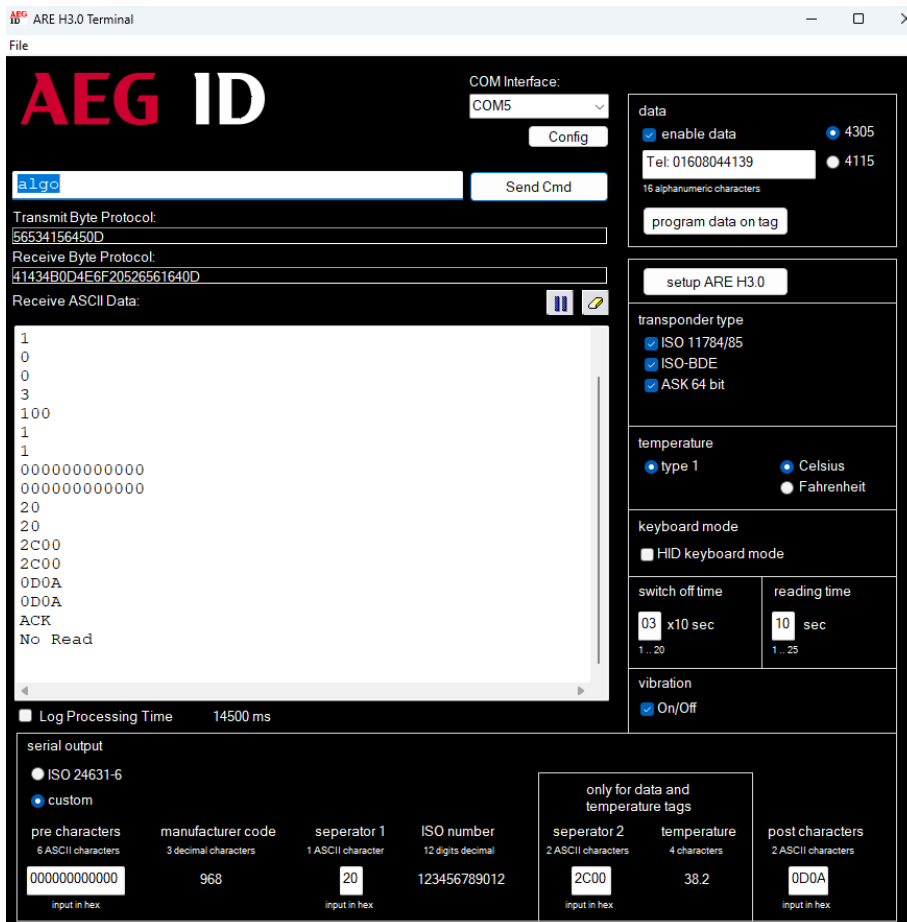 AEG ID ARE H3.0 Terminal
File
AEG ID
COM Interface:
COM5
Config
algo
Send Cmd
Transmit Byte Protocol:
56534156450D
Receive Byte Protocol:
41434B0D4E6F20526561640D
Receive ASCII Data:
1
0
0
3
100
1
1
000000000000
000000000000
20
20
2C00
2C00
0D0A
0D0A
ACK
No Read
Log Processing Time 14500 ms
data
enable data 4305
Tel: 01608044139 4115
16 alphanumeric characters
program data on tag
setup ARE H3.0
transponder type
ISO 11784/85
ISO-BDE
ASK 64 bit
temperature
type 1 Celsius
Fahrenheit
keyboard mode
HID keyboard mode
switch off time reading time
03 x10 sec 10 sec
1 .. 20 1 .. 25
vibration
On/Off
serial output
ISO 24631-6
custom
only for data and
temperature tags
pre characters manufacturer code seperator 1 ISO number seperator 2 temperature post characters
6 ASCII characters 3 decimal characters 1 ASCII character 12 digits decimal 2 ASCII characters 4 characters 2 ASCII characters
000000000000 968 20 123456789012 2C00 38.2 0D0A
input in hex input in hex input in hex input in hex